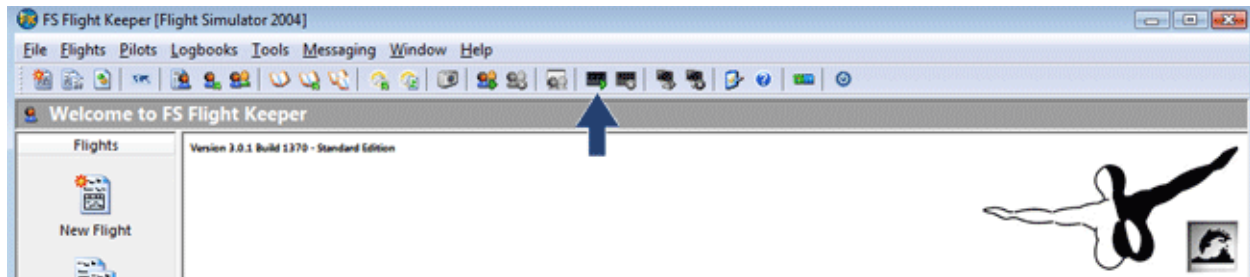 FS Flight Keeper [Flight Simulator 2004]
File Flights Pilots Logbooks Tools Messaging Window Help
Welcome to FS Flight Keeper
Flights
Version 3.0.1 Build 1370 - Standard Edition
New Flight